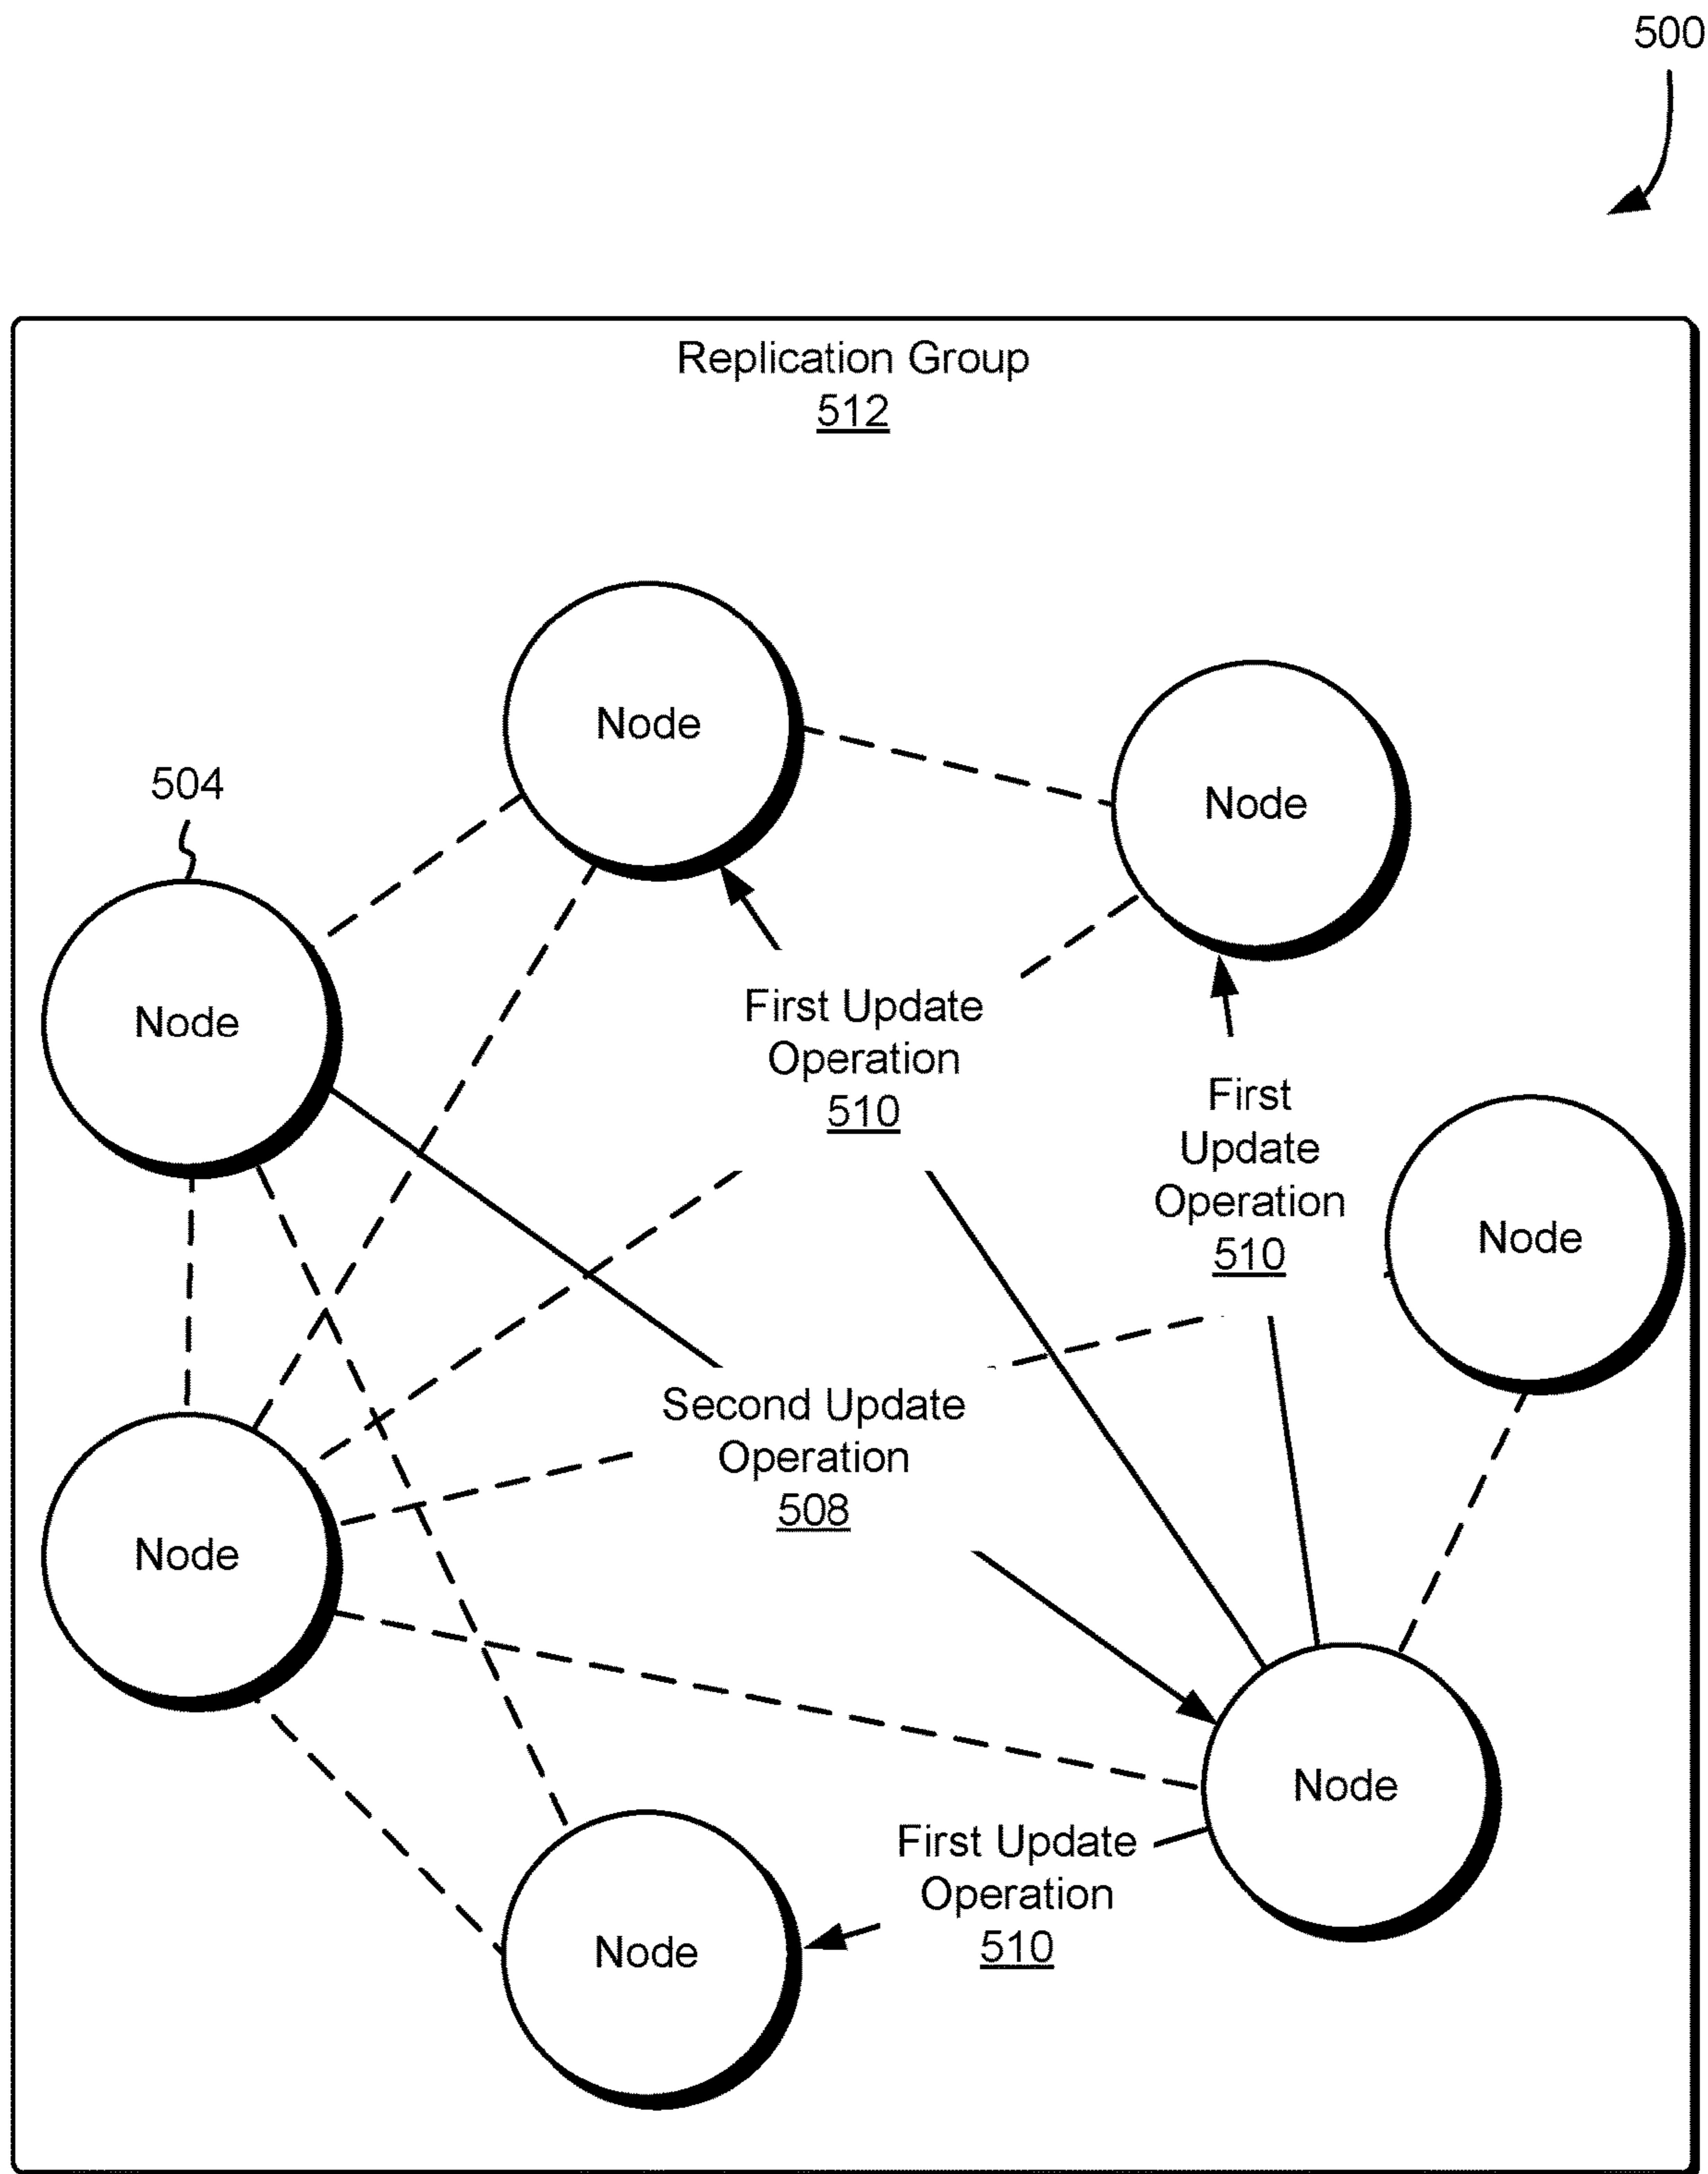 500
Replication Group
512
Node
Node
504
Node
First Update
Operation
510
First
Update
Operation
510
Node
Second Update
Operation
508
Node
Node
First Update
Operation
510
Node